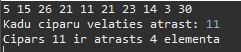 5 15 26 21 11 21 23 14 3 30
Kadu ciparu velaties atrast: 11
Cipars 11 ir atrasts 4 elementa